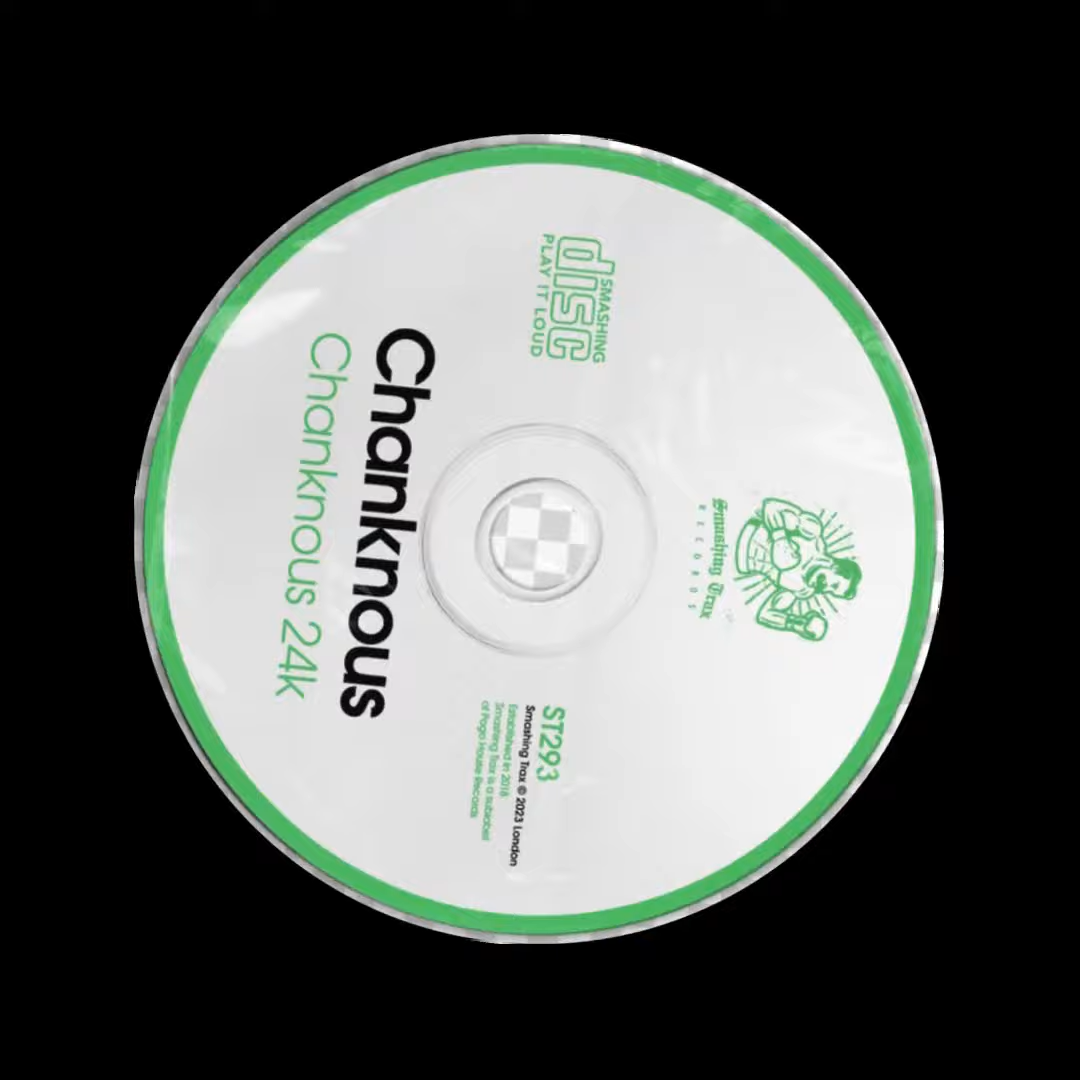 Smashing Trax
RECORDS
SMASHING
disc
PLAY IT LOUD
ST293
Smashing Trax © 2023 London
Established in 2018
Smashing Trax is a sublabel
of Pogo House Records
Chanknous
Chanknous 24k